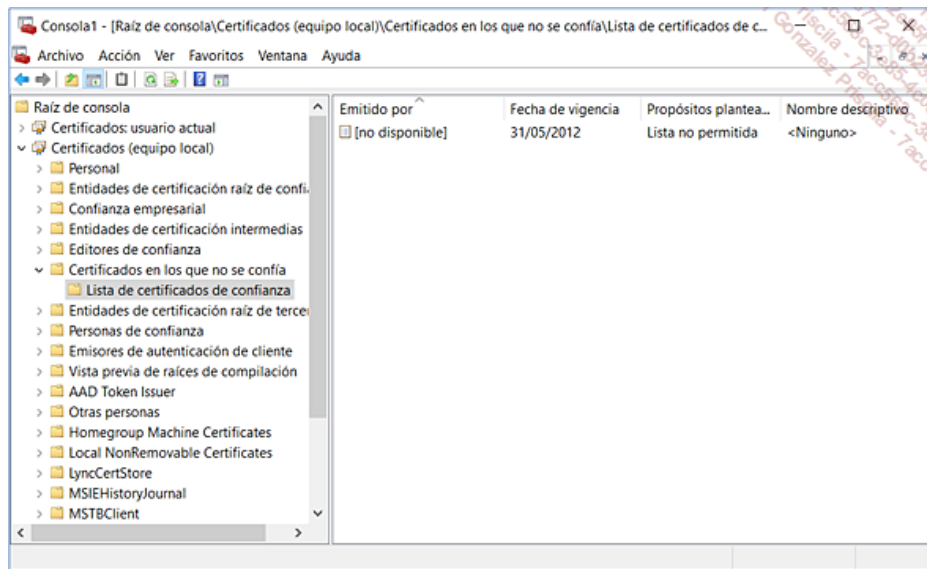 Consola1 - [Raíz de consola\Certificados (equipo local)\Certificados en los que no se confía\Lista de certificados de c...
Archivo Acción Ver Favoritos Ventana Ayuda
Raíz de consola
Certificados: usuario actual
Certificados (equipo local)
Personal
Entidades de certificación raíz de confi
Confianza empresarial
Entidades de certificación intermedias
Editores de confianza
Certificados en los que no se confía
Lista de certificados de confianza
Entidades de certificación raíz de tercer
Personas de confianza
Emisores de autenticación de cliente
Vista previa de raíces de compilación
AAD Token Issuer
Otras personas
Homegroup Machine Certificates
Local NonRemovable Certificates
LyncCertStore
MSIEHistoryJournal
MSTBClient
Emitido por Fecha de vigencia Propósitos plantea... Nombre descriptivo
[no disponible] 31/05/2012 Lista no permitida <Ninguno>
Gonzalez Priscila